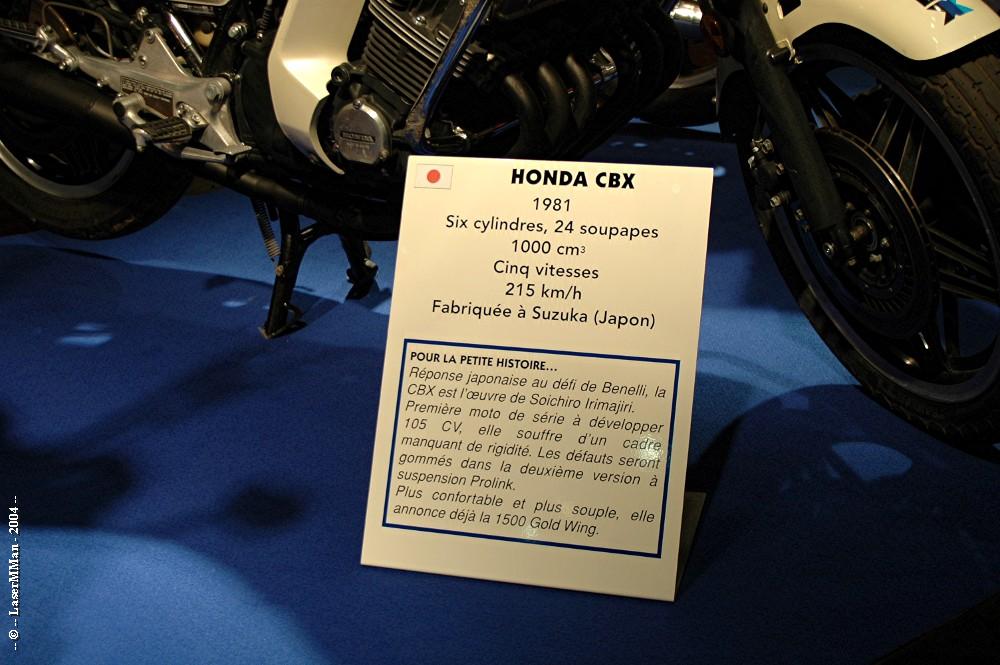 HONDA CBX
1981
Six cylindres, 24 soupapes
1000 cm³
Cinq vitesses
215 km/h
Fabriquée à Suzuka (Japon)
POUR LA PETITE HISTOIRE...
Réponse japonaise au défi de Benelli, la
CBX est l'œuvre de Soichiro Irimajiri.
Première moto de série à développer
105 CV, elle souffre d'un cadre
manquant de rigidité. Les défauts seront
gommés dans la deuxième version à
suspension Prolink.
Plus confortable et plus souple, elle
annonce déjà la 1500 Gold Wing.
HONDA
-- © -- LaserMMan - 2004 --